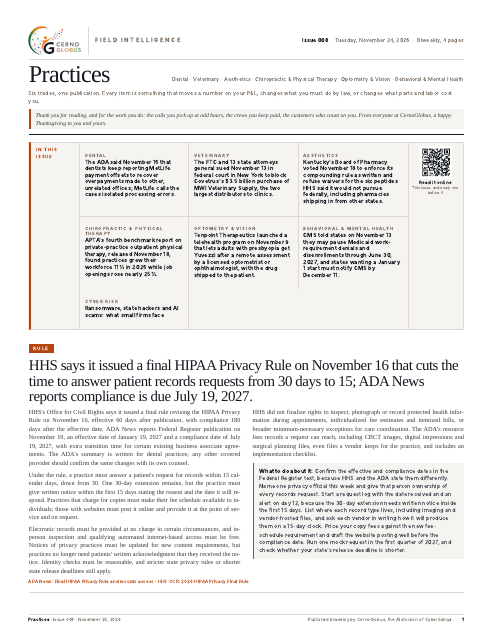 CERNO
GLOBUS
FIELD INTELLIGENCE
Issue 008 · Tuesday, November 24, 2026 · Biweekly, 4 pages
Practices
Dental · Veterinary · Aesthetics · Chiropractic & Physical Therapy · Optometry & Vision · Behavioral & Mental Health
Six trades, one publication. Every item is something that moves a number on your P&L, changes what you must do by law, or changes what parts and labor cost
you.
Thank you for reading, and for the work you do: the calls you pick up at odd hours, the crews you keep paid, the customers who count on you. From everyone at CernoGlobus, a happy
Thanksgiving to you and yours.
IN THIS
ISSUE
DENTAL
The ADA said November 16 that
dentists keep reporting MetLife
payment offsets to recover
overpayments made to other,
unrelated offices; MetLife calls the
cases isolated processing errors.
VETERINARY
The FTC and 13 state attorneys
general sued November 13 in
federal court in New York to block
Covetrus's $3.5 billion purchase of
MWI Veterinary Supply, the two
largest distributors to clinics.
AESTHETICS
Kentucky's Board of Pharmacy
voted November 18 to enforce its
compounding rules as written and
refuse waivers for the six peptides
HHS said it would not pursue
federally, including pharmacies
shipping in from other states.
Read it online
CHIROPRACTIC & PHYSICAL
THERAPY
APTA's fourth benchmark report on
private-practice outpatient physical
therapy, released November 18,
found practices grew their
workforce 11% in 2025 while job
openings rose nearly 25%.
OPTOMETRY & VISION
Tenpoint Therapeutics launched a
telehealth program on November 9
that lets adults with presbyopia get
Yuvezzi after a remote assessment
by a licensed optometrist or
ophthalmologist, with the drug
shipped to the patient.
BEHAVIORAL & MENTAL HEALTH
CMS told states on November 13
they may pause Medicaid work-
requirement denials and
disenrollments through June 30,
2027, and states wanting a January
1 start must notify CMS by
December 11.
CYBER RISK
Ransomware, state hackers and AI
scams: what small firms face
RULE
HHS says it issued a final HIPAA Privacy Rule on November 16 that cuts the
time to answer patient records requests from 30 days to 15; ADA News
reports compliance is due July 19, 2027.
HHS's Office for Civil Rights says it issued a final rule revising the HIPAA Privacy
Rule on November 16, effective 60 days after publication, with compliance 180
days after the effective date. ADA News reports Federal Register publication on
November 19, an effective date of January 19, 2027 and a compliance date of July
19, 2027, with extra transition time for certain existing business associate agree-
ments. The ADA's summary is written for dental practices; any other covered
provider should confirm the same changes with its own counsel.
Under the rule, a practice must answer a patient's request for records within 15 cal-
endar days, down from 30. One 30-day extension remains, but the practice must
give written notice within the first 15 days stating the reason and the date it will re-
spond. Practices that charge for copies must make their fee schedule available to in-
dividuals; those with websites must post it online and provide it at the point of ser-
vice and on request.
Electronic records must be provided at no charge in certain circumstances, and in-
person inspection and qualifying automated internet-based access must be free.
Notices of privacy practices must be updated for new content requirements, but
practices no longer need patients' written acknowledgment that they received the no-
tice. Identity checks must be reasonable, and stricter state privacy rules or shorter
state release deadlines still apply.
ADA News: Final HIPAA Privacy Rule and records access · HHS OCR: 2026 HIPAA Privacy Rule
HHS did not finalize rights to inspect, photograph or record protected health infor-
mation during appointments, individualized fee estimates and itemized bills, or
broader minimum-necessary exceptions for care coordination. The ADA's resource
lists records a request can reach, including CBCT images, digital impressions and
surgical planning files, even files a vendor keeps for the practice, and includes an
implementation checklist.
What to do about it: Confirm the effective and compliance dates in the
Federal Register text, because HHS and the ADA state them differently.
Name one privacy official this week and give that person ownership of
every records request. Start a request log with the date received and an
alert on day 12, because the 30-day extension needs written notice inside
the first 15 days. List where each record type lives, including imaging and
vendor-hosted files, and ask each vendor in writing how it will produce
them on a 15-day clock. Price your copy fees against the new fee-
schedule requirement and draft the website posting well before the
compliance date. Run one mock request in the first quarter of 2027, and
check whether your state's release deadline is shorter.
Practices · Issue 008 · November 24, 2026
Published biweekly by CernoGlobus, the AI division of CyberSainya
1